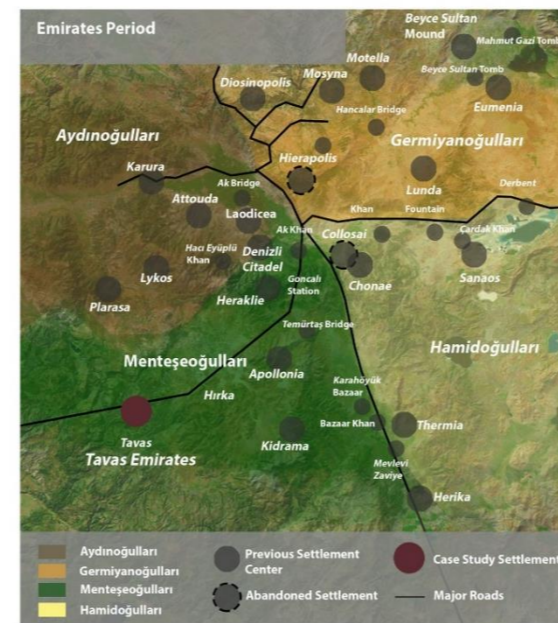 Emirates Period
Beyce Sultan
Mound
Mahmut Gazi Tomb
Motella
Beyce Sultan Tomb
Mosyna
Diosinopolis
Eumenia
Hancalar Bridge
Aydınoğulları
Germiyanoğulları
Karura
Hierapolis
Lunda
Ak Bridge
Derbent
Attouda
Laodicea
Khan
Fountain
Ak Khan
Collosai
Çardak Khan
Hacı Eyüplü
Khan
Denizli
Citadel
Lykos
Goncalı
Station
Chonae
Sanaos
Plarasa
Heraklie
Temürtaş Bridge
Hamidoğulları
Menteşeoğulları
Apollonia
Karahöyük
Bazaar
Hırka
Bazaar Khan
Thermia
Tavas
Kidrama
Tavas Emirates
Mevlevi
Zaviye
Herika
Aydınoğulları
Germiyanoğulları
Menteşeoğulları
Hamidoğulları
Previous Settlement
Center
Abandoned Settlement
Case Study Settlement
Major Roads